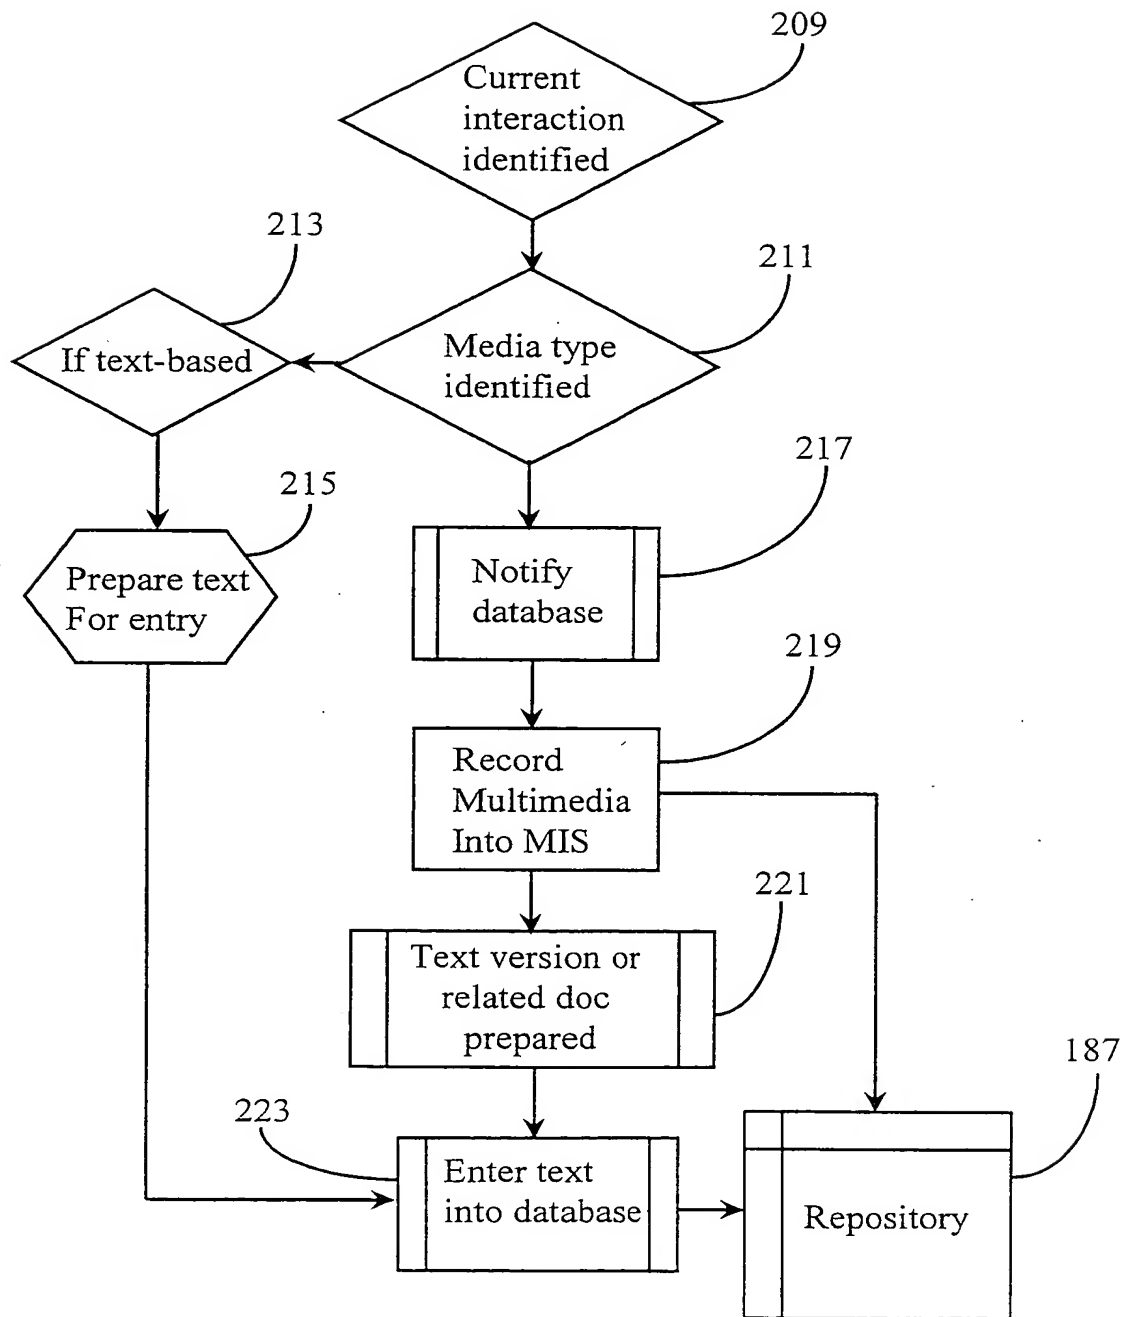 209
Current
interaction
identified
213
211
If text-based
Media type
identified
217
215
Prepare text
For entry
Notify
database
219
Record
Multimedia
Into MIS
221
Text version or
related doc
prepared
187
223
Enter text
into database
Repository